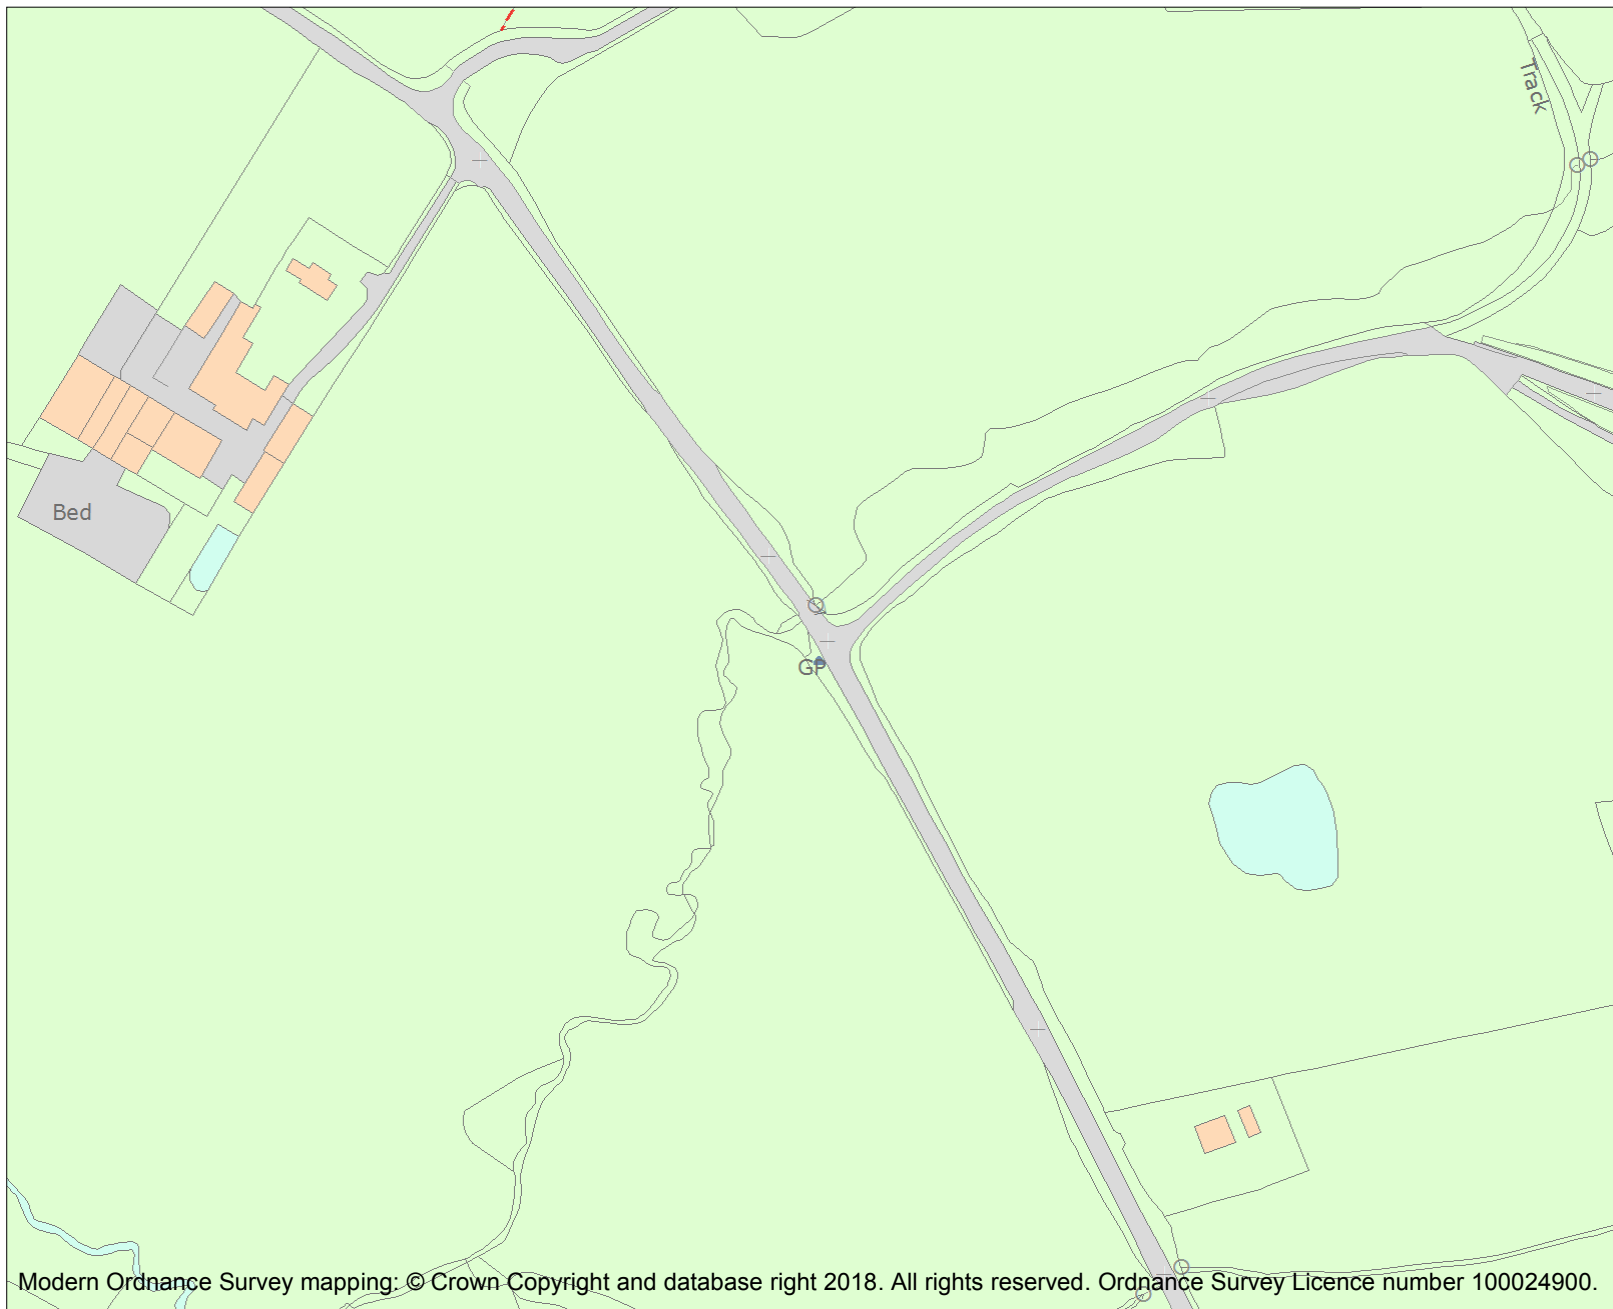 Track
Bed
GP
Modern Ordnance Survey mapping: © Crown Copyright and database right 2018. All rights reserved. Ordnance Survey Licence number 100024900.